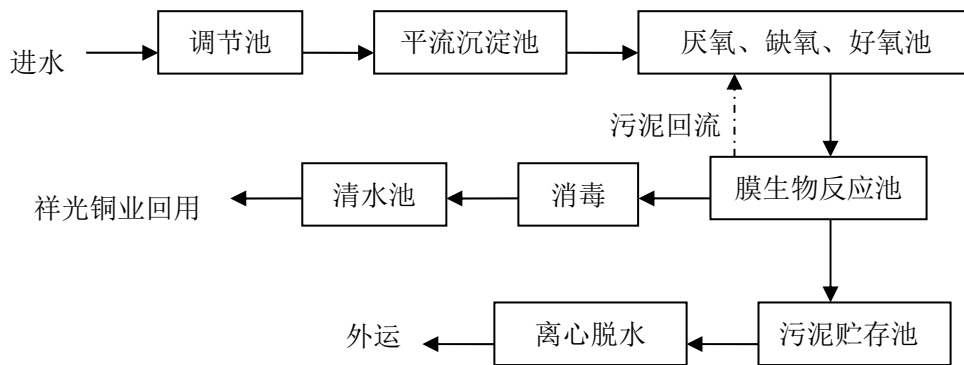 进水
调节池
平流沉淀池
厌氧、缺氧、好氧池
污泥回流
膜生物反应池
消毒
清水池
祥光铜业回用
污泥贮存池
离心脱水
外运